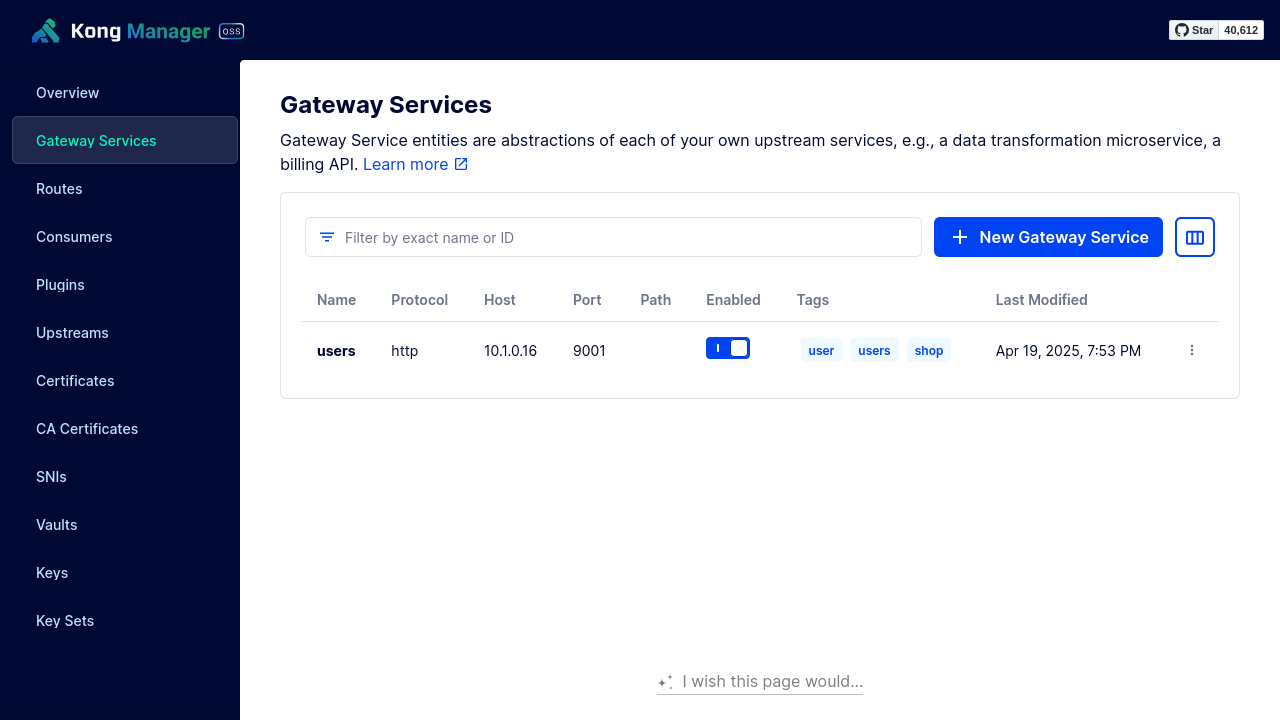 Kong Manager OSS
Star 40,612
Overview
Gateway Services
Routes
Consumers
Plugins
Upstreams
Certificates
CA Certificates
SNIs
Vaults
Keys
Key Sets
Gateway Services
Gateway Service entities are abstractions of each of your own upstream services, e.g., a data transformation microservice, a
billing API. Learn more
Filter by exact name or ID
New Gateway Service
Name Protocol Host Port Path Enabled Tags Last Modified
users http 10.1.0.16 9001 user users shop Apr 19, 2025, 7:53 PM
I wish this page would...